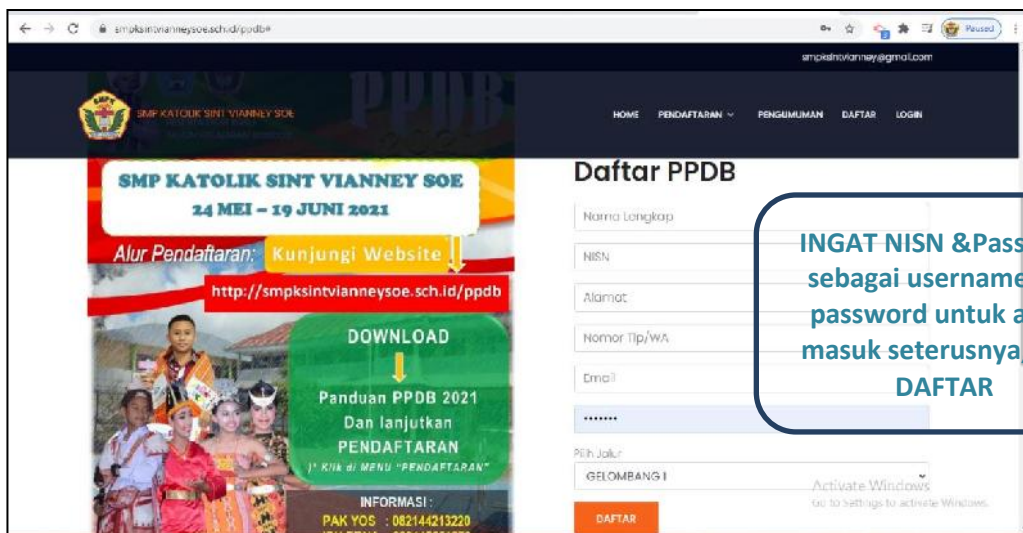 smpksintvianneysoe.sch.id/ppdb#
Paused
smpksintvianney@gmail.com
SMP KATOLIK SINT VIANNEY SOE
HOME PENDAFTARAN PENGUMUMAN DAFTAR LOGIN
PPDB
SMP KATOLIK SINT VIANNEY SOE
24 MEI – 19 JUNI 2021
Alur Pendaftaran: Kunjungi Website
http://smpksintvianneysoe.sch.id/ppdb
DOWNLOAD
Panduan PPDB 2021
Dan lanjutkan
PENDAFTARAN
)* Klik di MENU "PENDAFTARAN"
INFORMASI :
PAK YOS : 082144213220
Daftar PPDB
Nama Lengkap
NISN
Alamat
Nomor Tlp/WA
Email
•••••••
Pilih Jalur
GELOMBANG I
DAFTAR
INGAT NISN &Pass
sebagai username
password untuk a
masuk seterusnya,
DAFTAR
Activate Windows
Go to Settings to activate Windows.